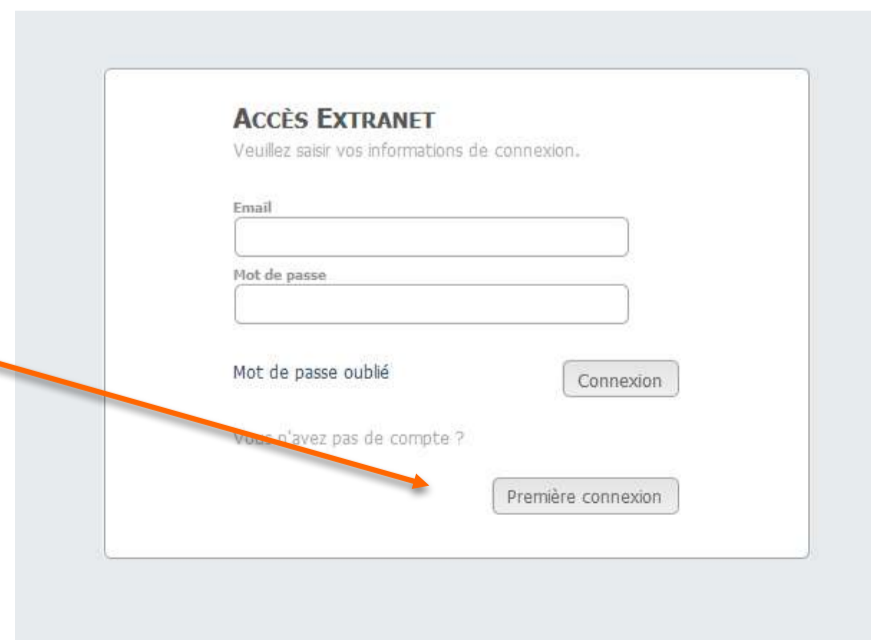 ACCÈS EXTRANET
Veuillez saisir vos informations de connexion.
Email
Mot de passe
Mot de passe oublié
Connexion
Vous n'avez pas de compte ?
Première connexion